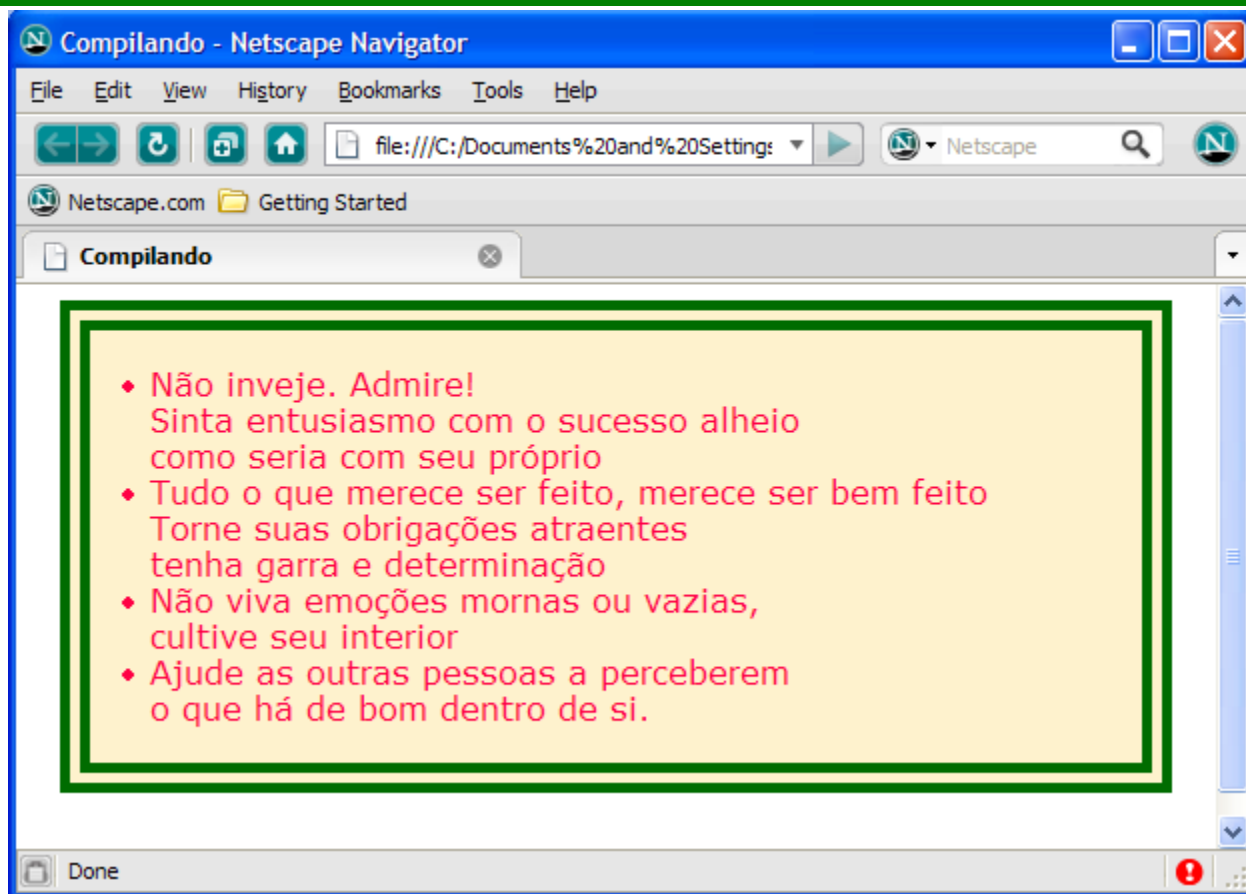 Compilando - Netscape Navigator
File Edit View History Bookmarks Tools Help
file:///C:/Documents%20and%20Settings Netscape
Netscape.com Getting Started
Compilando
• Não inveje. Admire!
Sinta entusiasmo com o sucesso alheio
como seria com seu próprio
• Tudo o que merece ser feito, merece ser bem feito
Torne suas obrigações atraentes
tenha garra e determinação
• Não viva emoções mornas ou vazias,
cultive seu interior
• Ajude as outras pessoas a perceberem
o que há de bom dentro de si.
Done